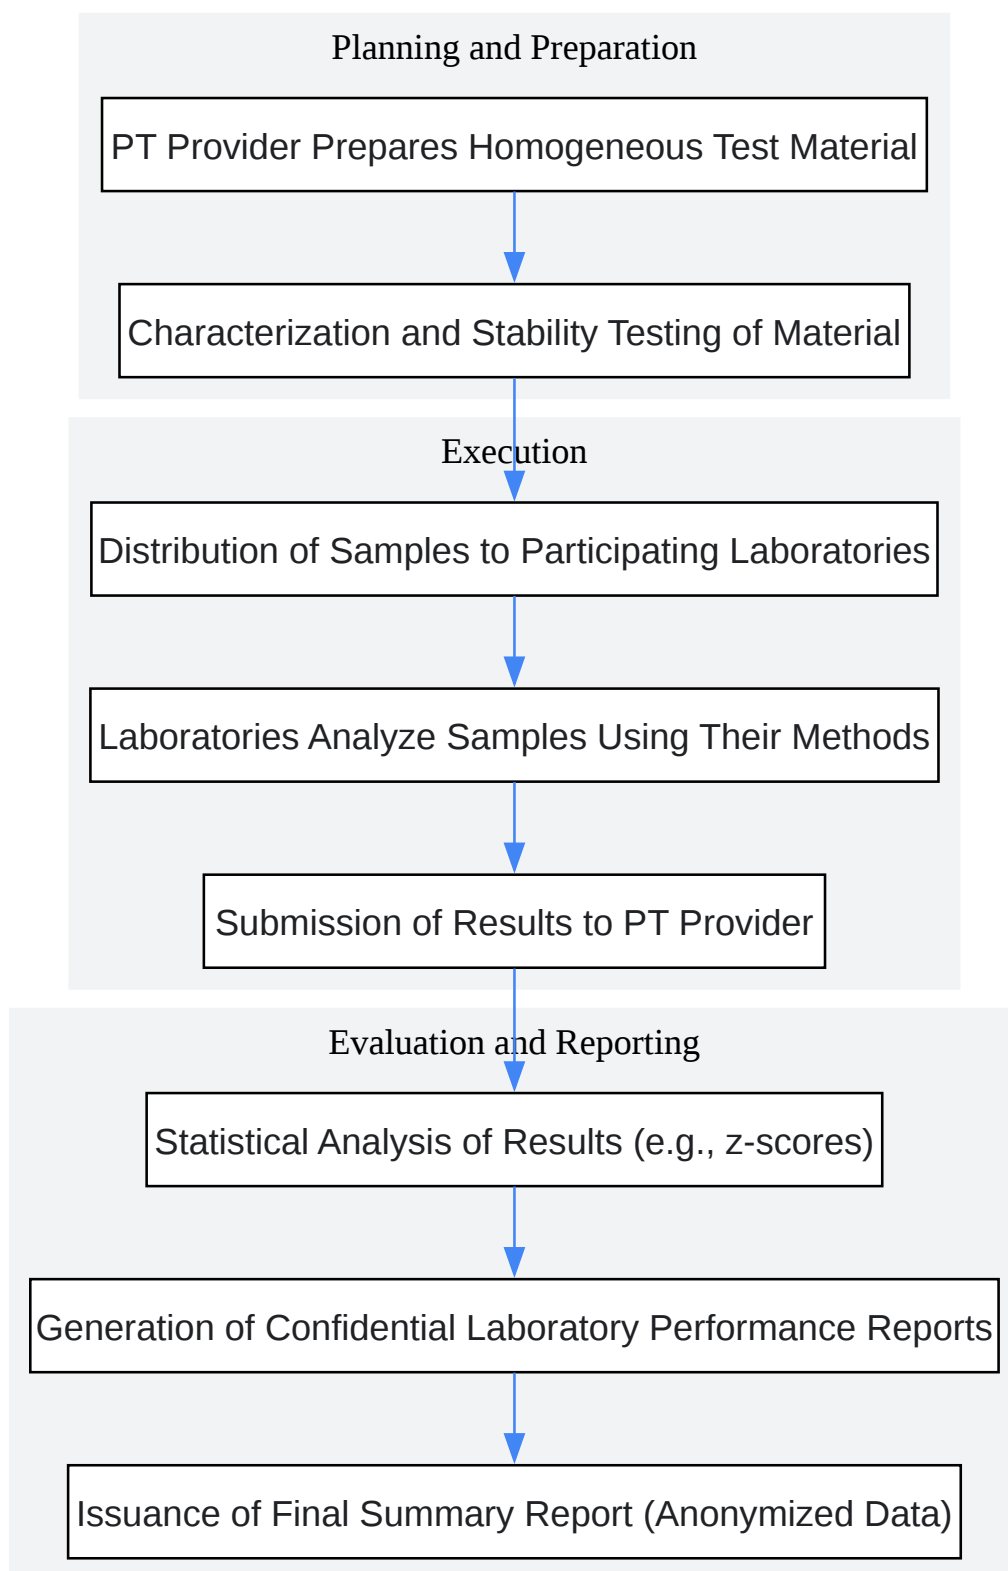 Planning and Preparation
PT Provider Prepares Homogeneous Test Material
Characterization and Stability Testing of Material
Execution
Distribution of Samples to Participating Laboratories
Laboratories Analyze Samples Using Their Methods
Submission of Results to PT Provider
Evaluation and Reporting
Statistical Analysis of Results (e.g., z-scores)
Generation of Confidential Laboratory Performance Reports
Issuance of Final Summary Report (Anonymized Data)